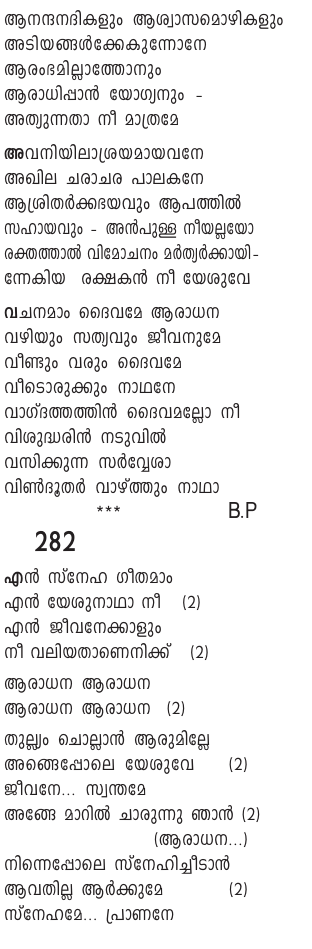 ആനന്ദനദികളും ആശ്വാസമൊഴികളും
അടിയങ്ങൾക്കേകുന്നോനേ
ആരംഭമില്ലാത്തോനും
ആരാധിപ്പാൻ യോഗ്യനും -
അത്യുന്നതാ നീ മാത്രമേ
അവനിയിലാശ്രയമായവനേ
അഖില ചരാചര പാലകനേ
ആശ്രിതർക്കഭയവും ആപത്തിൽ
സഹായവും - അൻപുള്ള നീയല്ലയോ
രക്തത്താൽ വിമോചനം മർത്യർക്കായി-
ന്നേകിയ രക്ഷകൻ നീ യേശുവേ
വചനമാം ദൈവമേ ആരാധന
വഴിയും സത്യവും ജീവനുമേ
വീണ്ടും വരും ദൈവമേ
വീടൊരുക്കും നാഥനേ
വാഗ്ദത്തത്തിൻ ദൈവമല്ലോ നീ
വിശുദ്ധരിൻ നടുവിൽ
വസിക്കുന്ന സർവ്വേശാ
വിൺദൂതർ വാഴ്ത്തും നാഥാ
*** B.P
282
എൻ സ്നേഹ ഗീതമാം
എൻ യേശുനാഥാ നീ (2)
എൻ ജീവനേക്കാളും
നീ വലിയതാണെനിക്ക് (2)
ആരാധന ആരാധന
ആരാധന ആരാധന (2)
തുല്ല്യം ചൊല്ലാൻ ആരുമില്ലേ
അങ്ങെപ്പോലെ യേശുവേ (2)
ജീവനേ... സ്വന്തമേ
അങ്ങേ മാറിൽ ചാരുന്നു ഞാൻ (2)
(ആരാധന...)
നിന്നെപ്പോലെ സ്നേഹിച്ചീടാൻ
ആവതില്ല ആർക്കുമേ (2)
സ്നേഹമേ... പ്രാണനേ